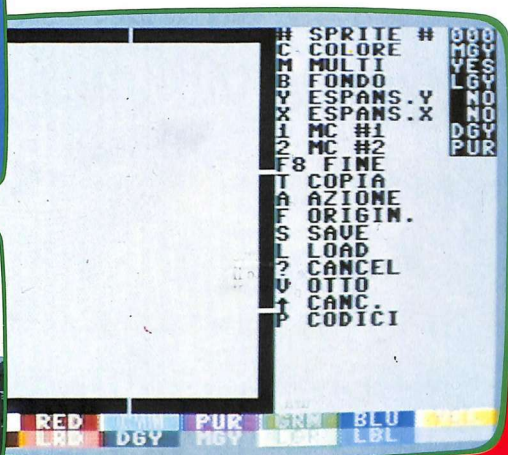 # SPRITE # 000
C COLORE MGY
M MULTI YES
B FONDO LGY
Y ESPANS.Y NO
X ESPANS.X NO
1 MC #1 DGY
2 MC #2 PUR
F8 FINE
T COPIA
A AZIONE
F ORIGIN.
S SAVE
L LOAD
? CANCEL
V OTTO
↑ CANC.
P CODICI
RED PUR GRN BLU
LRD DGY MGY LGR LBL